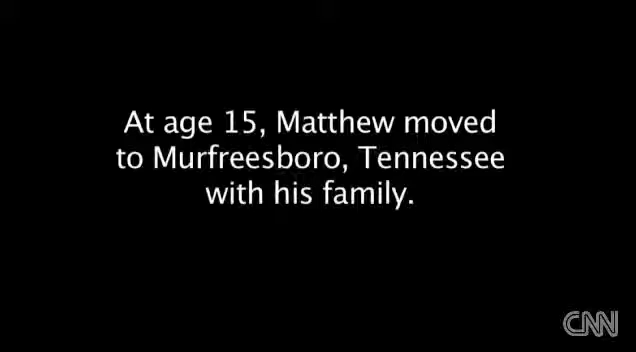 At age 15, Matthew moved
to Murfreesboro, Tennessee
with his family.
CNN